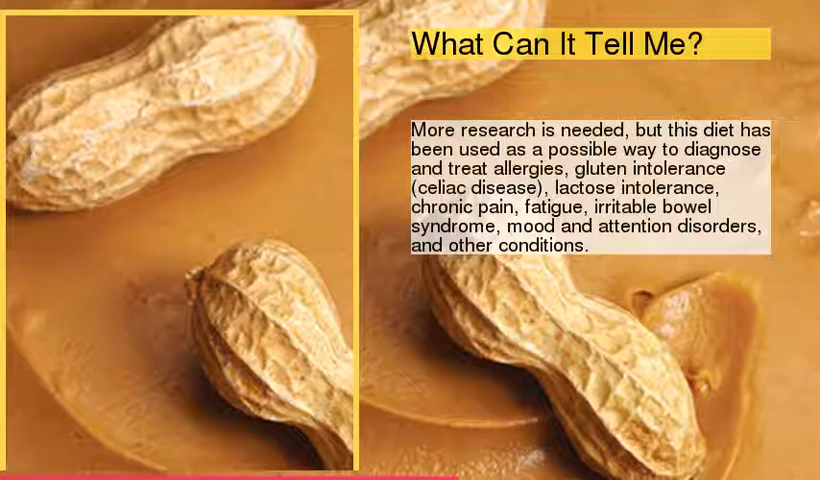 What Can It Tell Me?
More research is needed, but this diet has
been used as a possible way to diagnose
and treat allergies, gluten intolerance
(celiac disease), lactose intolerance,
chronic pain, fatigue, irritable bowel
syndrome, mood and attention disorders,
and other conditions.